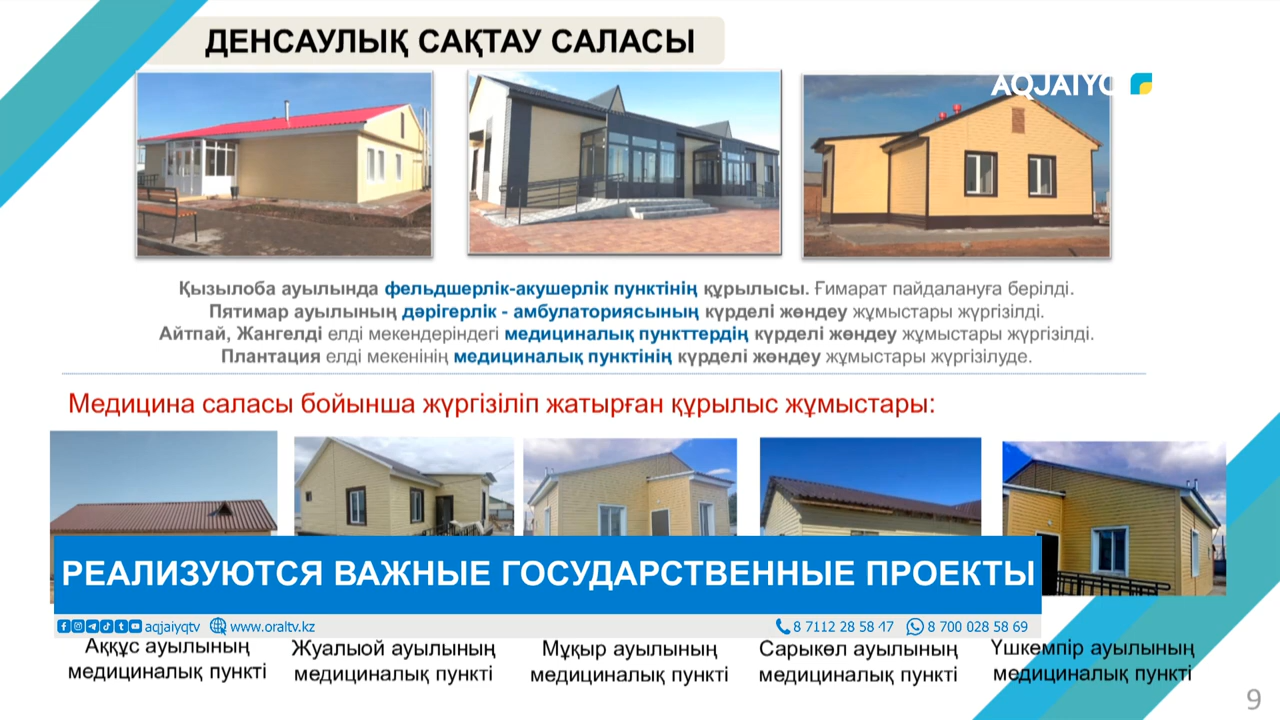 ДЕНСАУЛЫҚ САҚТАУ САЛАСЫ
AQJAIYQ
Қызылоба ауылында фельдшерлік-акушерлік пунктінің құрылысы. Ғимарат пайдалануға берілді.
Пятимар ауылының дәрігерлік - амбулаториясының күрделі жөндеу жұмыстары жүргізілді.
Айтпай, Жангелді елді мекендеріндегі медициналық пункттердің күрделі жөндеу жұмыстары жүргізілді.
Плантация елді мекенінің медициналық пунктінің күрделі жөндеу жұмыстары жүргізілуде.
Медицина саласы бойынша жүргізіліп жатырған құрылыс жұмыстары:
РЕАЛИЗУЮТСЯ ВАЖНЫЕ ГОСУДАРСТВЕННЫЕ ПРОЕКТЫ
aqjaiyqtv www.oraltv.kz 8 7112 28 58 17 8 700 028 58 69
Аққұс ауылының медициналық пункті
Жуалыой ауылының медициналық пункті
Мұқыр ауылының медициналық пункті
Сарыкөл ауылының медициналық пункті
Үшкемпір ауылының медициналық пункті
9